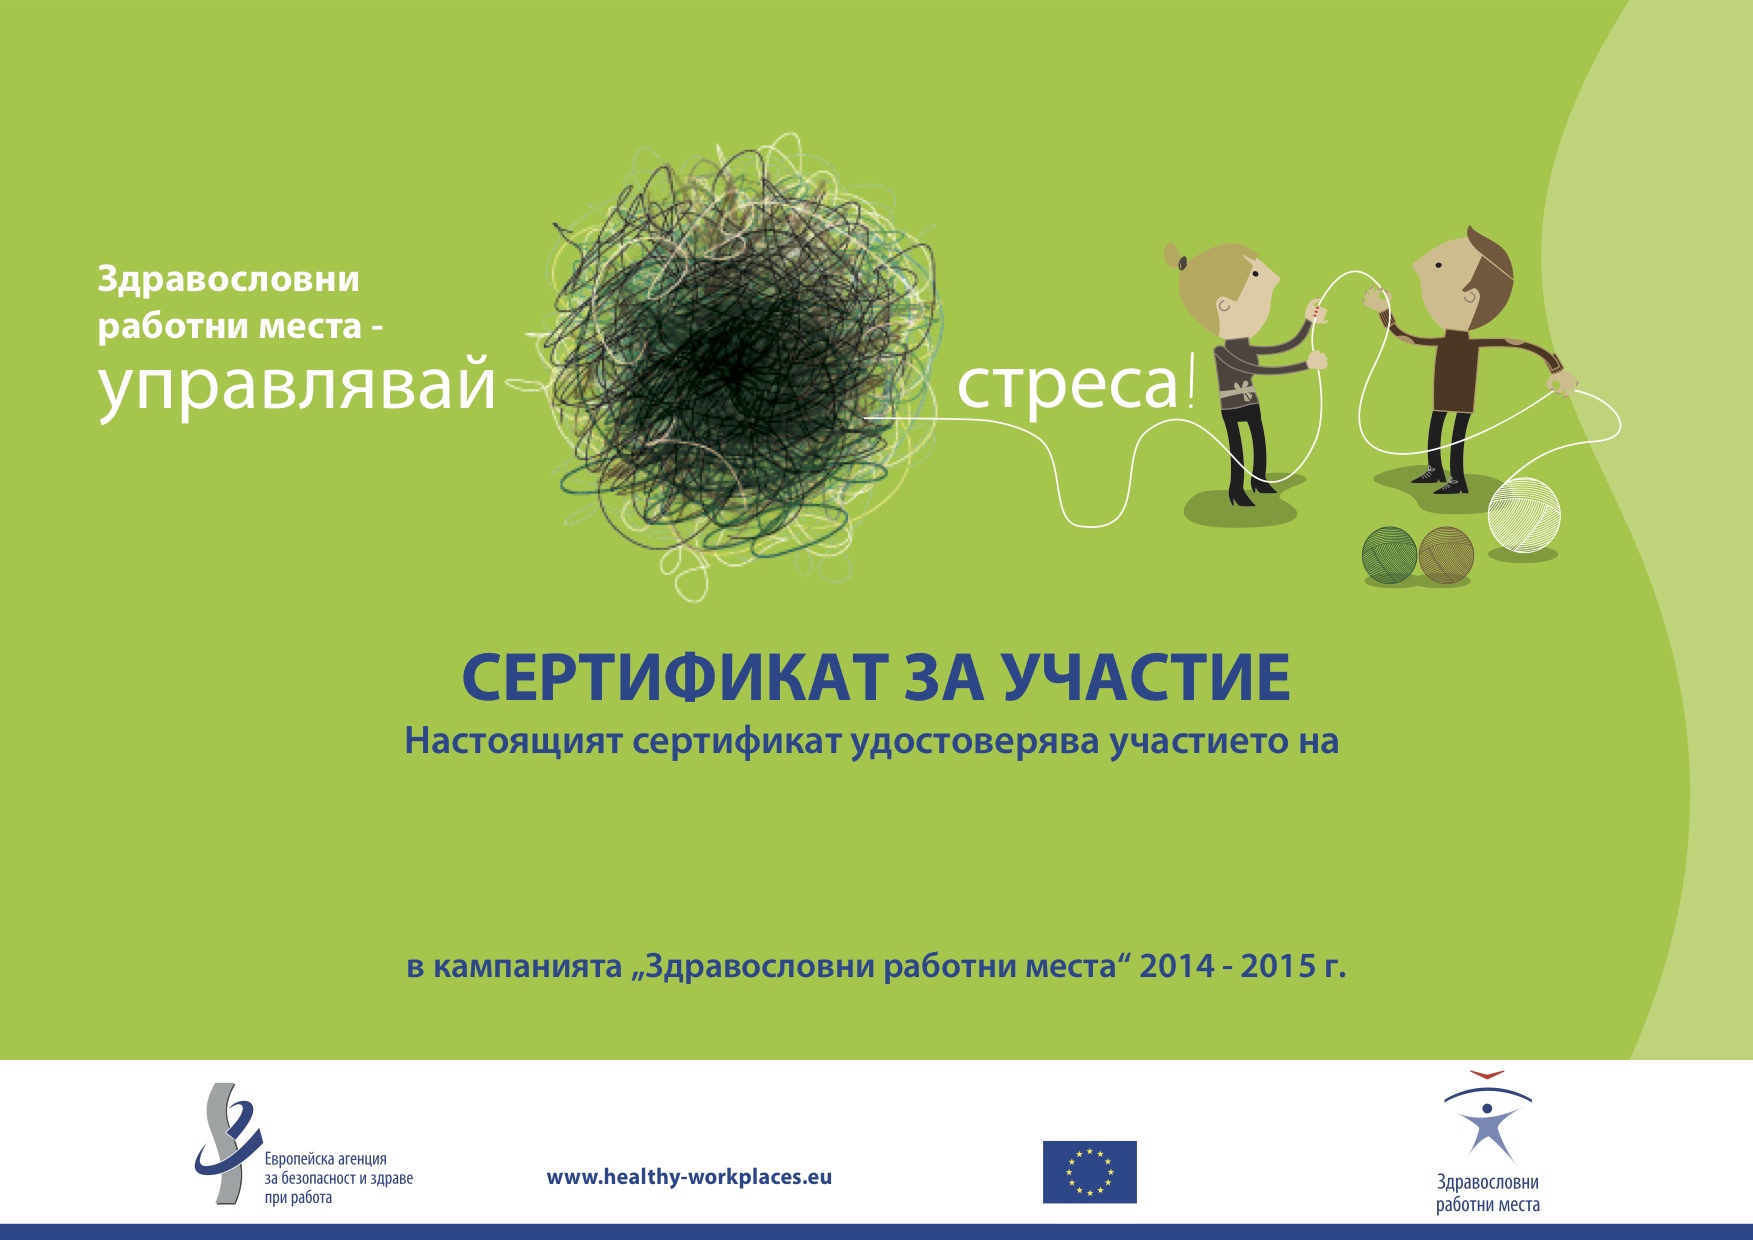 Здравословни
работни места -
управлявай стреса!
СЕРТИФИКАТ ЗА УЧАСТИЕ
Настоящият сертификат удостоверява участието на
в кампанията „Здравословни работни места“ 2014 - 2015 г.
Европейска агенция
за безопасност и здраве
при работа
www.healthy-workplaces.eu
Здравословни
работни места